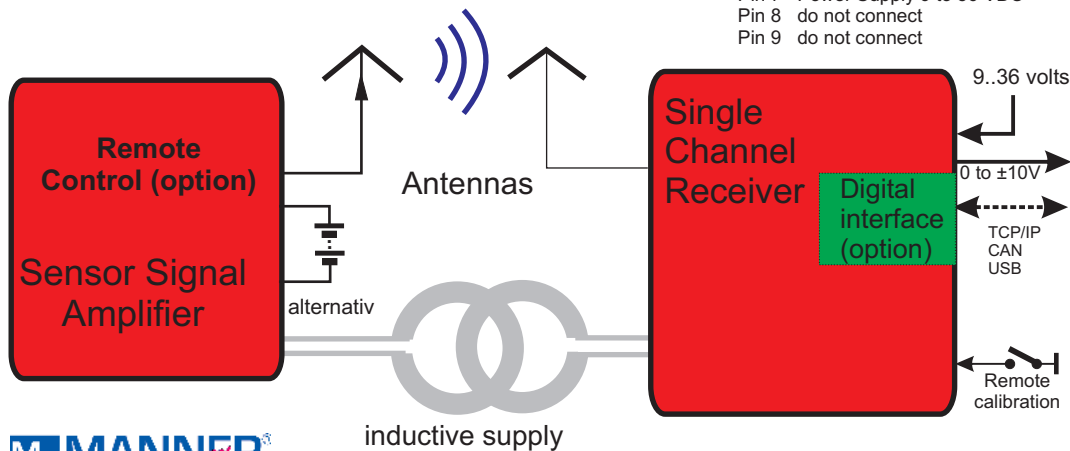 Pin 8 do not connect
Pin 9 do not connect
9..36 volts
Single
Channel
Receiver
Remote
Control (option)
Antennas
0 to ±10V
Digital
interface
(option)
TCP/IP
CAN
USB
Sensor Signal
Amplifier
alternativ
Remote
calibration
inductive supply
MANNER